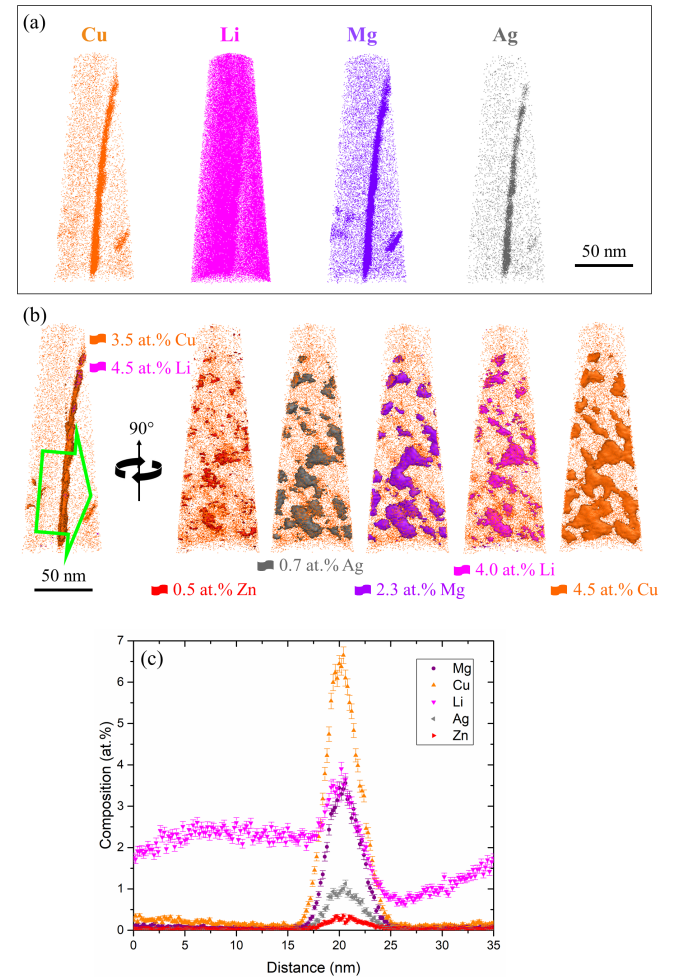 (a)
Cu Li Mg Ag
50 nm
(b)
3.5 at.% Cu
4.5 at.% Li
90°
50 nm
0.7 at.% Ag 4.0 at.% Li
0.5 at.% Zn 2.3 at.% Mg 4.5 at.% Cu
(c)
7
6
5
4
3
2
1
0
Composition (at.%)
Mg
Cu
Li
Ag
Zn
0 5 10 15 20 25 30 35
Distance (nm)